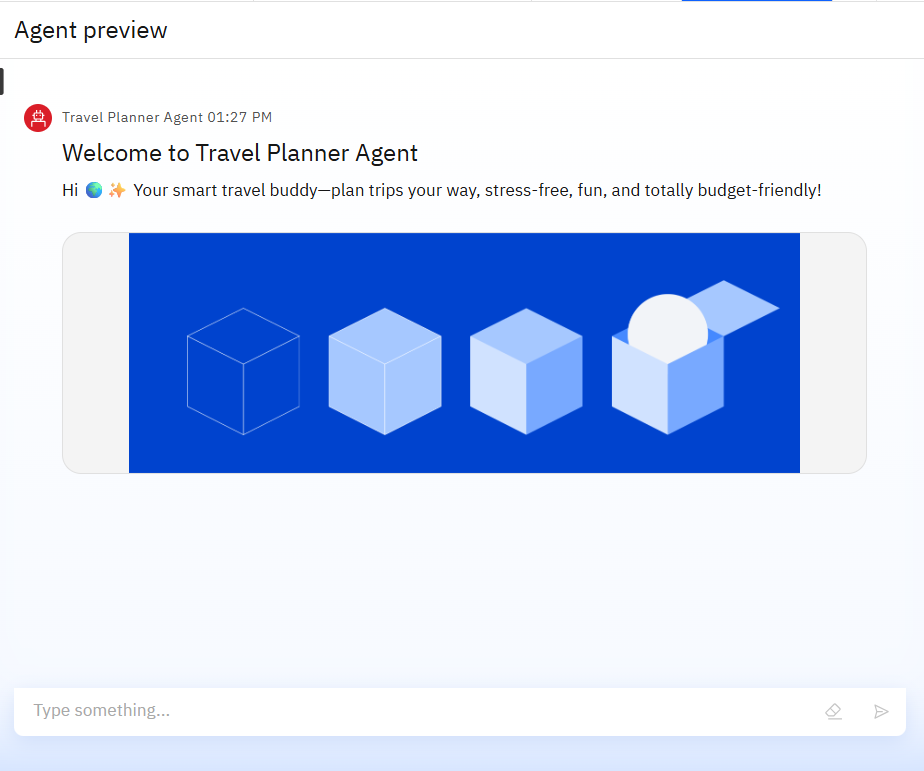 Agent preview
Travel Planner Agent 01:27 PM
Welcome to Travel Planner Agent
Hi 🌍 ✨ Your smart travel buddy—plan trips your way, stress-free, fun, and totally budget-friendly!
Type something...